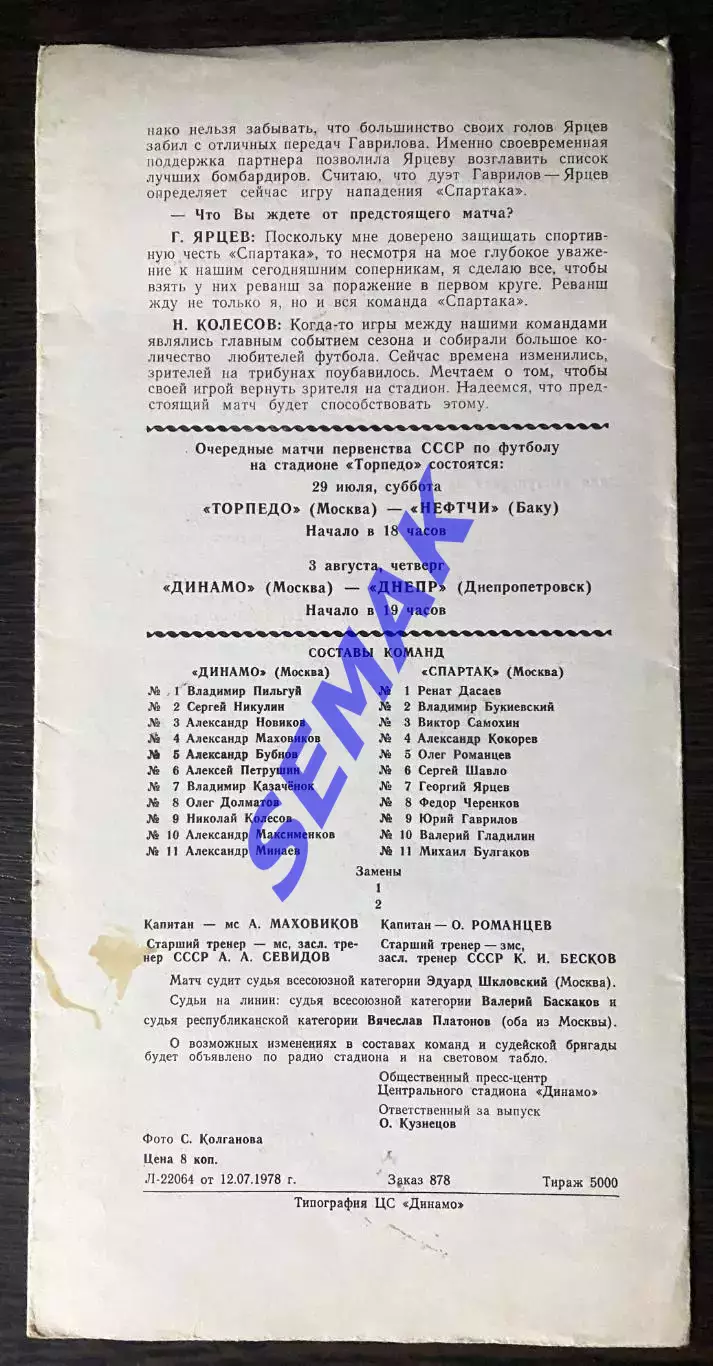 нако нельзя забывать, что большинство своих голов Ярцев
забил с отличных передач Гаврилова. Именно своевременная
поддержка партнера позволила Ярцеву возглавить список
лучших бомбардиров. Считаю, что дуэт Гаврилов — Ярцев
определяет сейчас игру нападения «Спартака».
— Что Вы ждете от предстоящего матча?
Г. ЯРЦЕВ: Поскольку мне доверено защищать спортив-
ную честь «Спартака», то несмотря на мое глубокое уваже-
ние к нашим сегодняшним соперникам, я сделаю все, чтобы
взять у них реванш за поражение в первом круге. Реванш
жду не только я, но и вся команда «Спартака».
Н. КОЛЕСОВ: Когда-то игры между нашими командами
являлись главным событием сезона и собирали большое ко-
личество любителей футбола. Сейчас времена изменились,
зрителей на трибунах поубавилось. Мечтаем о том, чтобы
своей игрой вернуть зрителя на стадион. Надеемся, что пред-
стоящий матч будет способствовать этому.
Очередные матчи первенства СССР по футболу
на стадионе «Торпедо» состоятся:
29 июля, суббота
«ТОРПЕДО» (Москва) — «НЕФТЧИ» (Баку)
Начало в 18 часов
3 августа, четверг
«ДИНАМО» (Москва) — «ДНЕПР» (Днепропетровск)
Начало в 19 часов
СОСТАВЫ КОМАНД
«ДИНАМО» (Москва) «СПАРТАК» (Москва)
№ 1 Владимир Пильгуй № 1 Ренат Дасаев
№ 2 Сергей Никулин № 2 Владимир Букиевский
№ 3 Александр Новиков № 3 Виктор Самохин
№ 4 Александр Маховиков № 4 Александр Кокорев
№ 5 Александр Бубнов № 5 Олег Романцев
№ 6 Алексей Петрушин № 6 Сергей Шавло
№ 7 Владимир Казачёнок № 7 Георгий Ярцев
№ 8 Олег Долматов № 8 Федор Черенков
№ 9 Николай Колесов № 9 Юрий Гаврилов
№ 10 Александр Максименков № 10 Валерий Гладилин
№ 11 Александр Минаев № 11 Михаил Булгаков
Замены
1
2
Капитан — мс А. МАХОВИКОВ Капитан — О. РОМАНЦЕВ
Старший тренер — мс, засл. тре- Старший тренер — змс,
нер СССР А. А. СЕВИДОВ засл. тренер СССР К. И. БЕСКОВ
Матч судит судья всесоюзной категории Эдуард Шкловский (Москва).
Судьи на линии: судья всесоюзной категории Валерий Баскаков и
судья республиканской категории Вячеслав Платонов (оба из Москвы).
О возможных изменениях в составах команд и судейской бригады
будет объявлено по радио стадиона и на световом табло.
Общественный пресс-центр
Центрального стадиона «Динамо»
Ответственный за выпуск
О. Кузнецов
Фото С. Колганова
Цена 8 коп.
Л-22064 от 12.07.1978 г. Заказ 878 Тираж 5000
Типография ЦС «Динамо»
SEMAK